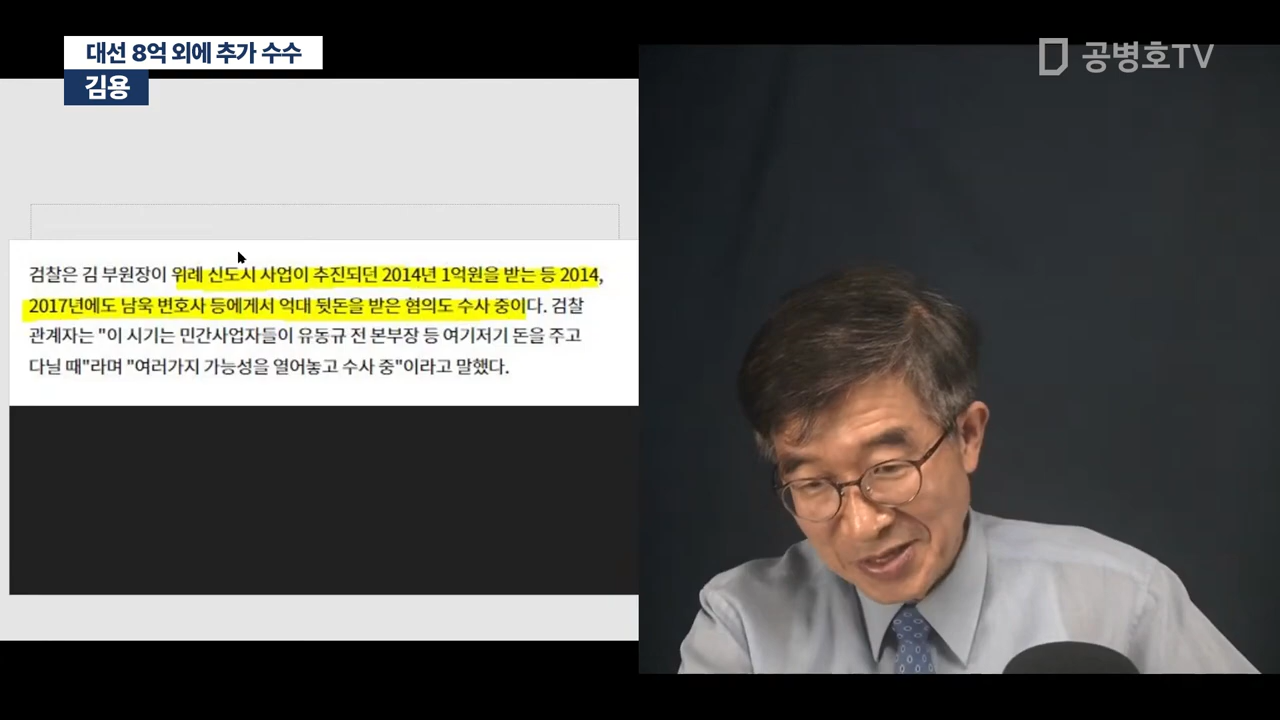 대선 8억 외에 추가 수수
김용
공병호TV
검찰은 김 부원장이 위례 신도시 사업이 추진되던 2014년 1억원을 받는 등 2014,
2017년에도 남욱 변호사 등에게서 억대 뒷돈을 받은 혐의도 수사 중이다. 검찰
관계자는 "이 시기는 민간사업자들이 유동규 전 본부장 등 여기저기 돈을 주고
다닐 때"라며 "여러가지 가능성을 열어놓고 수사 중"이라고 말했다.